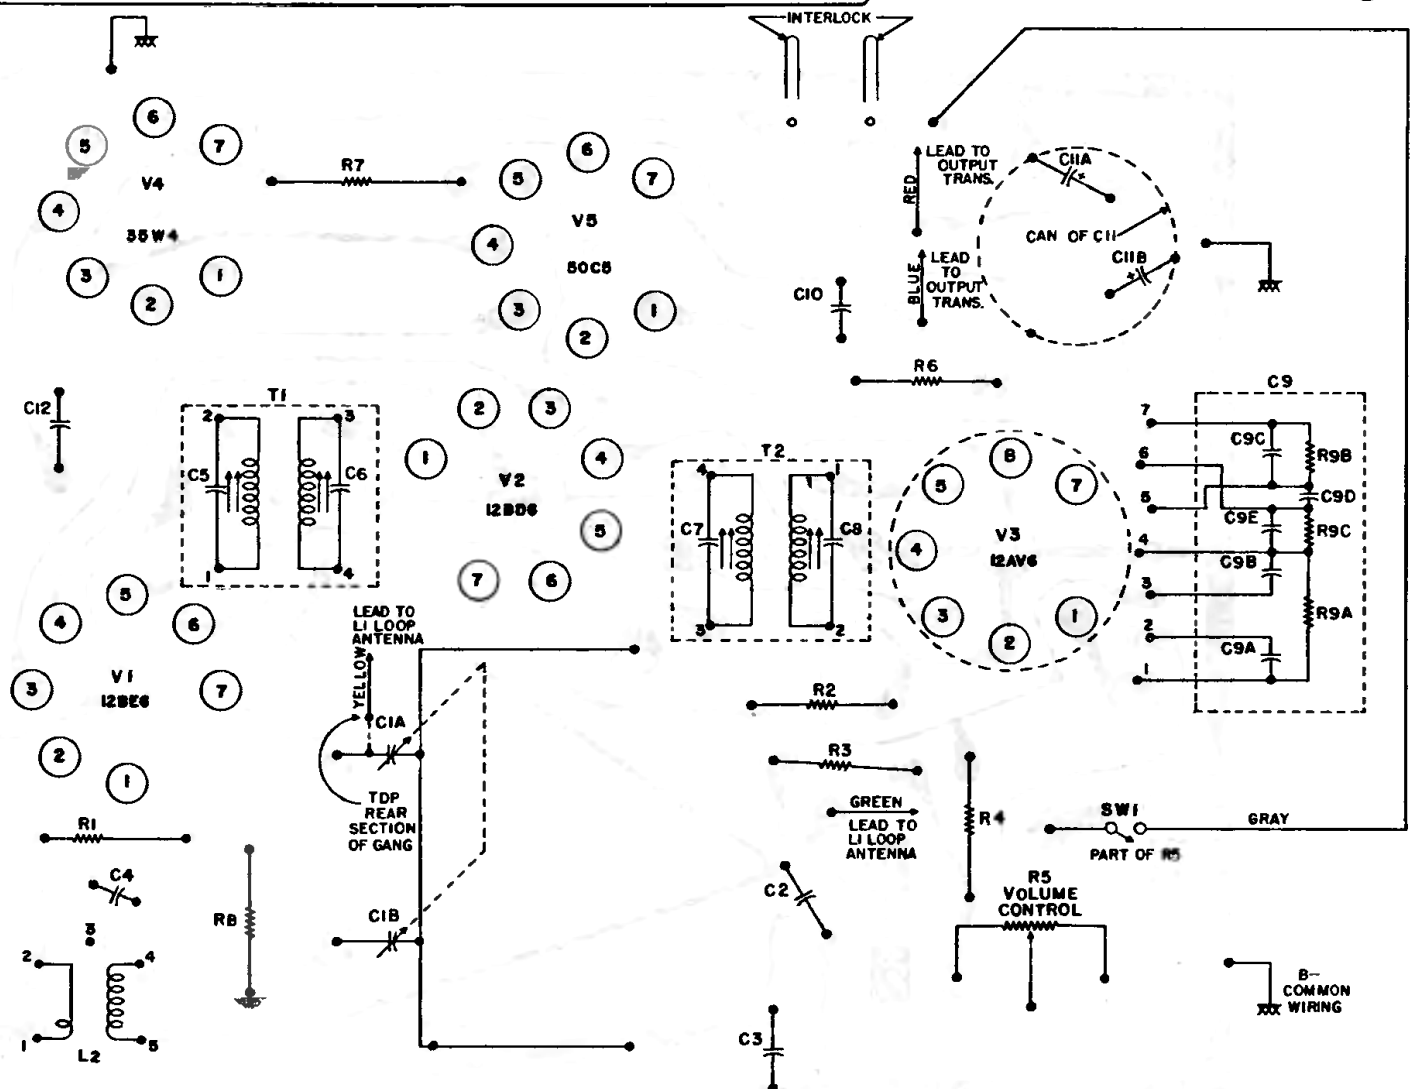 INTERLOCK
6
5
7
V4
4
35W4
3
1
2
R7
6
5
7
V5
4
50C5
3
1
2
RED
LEAD TO
OUTPUT
TRANS.
BLUE
LEAD
TO
OUTPUT
TRANS.
C11A
CAN OF C11
C11B
C10
R6
C12
T1
2
3
C5
C6
1
4
2
3
1
4
V2
12BD6
5
7
6
T2
4
1
C7
C8
3
2
8
5
7
V3
4
12AV6
3
1
2
C9
7
C9C
R9B
6
C9D
5
C9E
R9C
4
C9B
3
R9A
2
C9A
1
5
4
6
V1
3
7
12BE6
2
1
LEAD TO
L1 LOOP
ANTENNA
YELLOW
C1A
TOP
REAR
SECTION
OF GANG
C1B
R2
R3
GREEN
LEAD TO
L1 LOOP
ANTENNA
R4
SW1
GRAY
PART OF R5
R5
VOLUME
CONTROL
R1
C4
R8
3
2
4
1
5
L2
C2
C3
B-
COMMON
WIRING